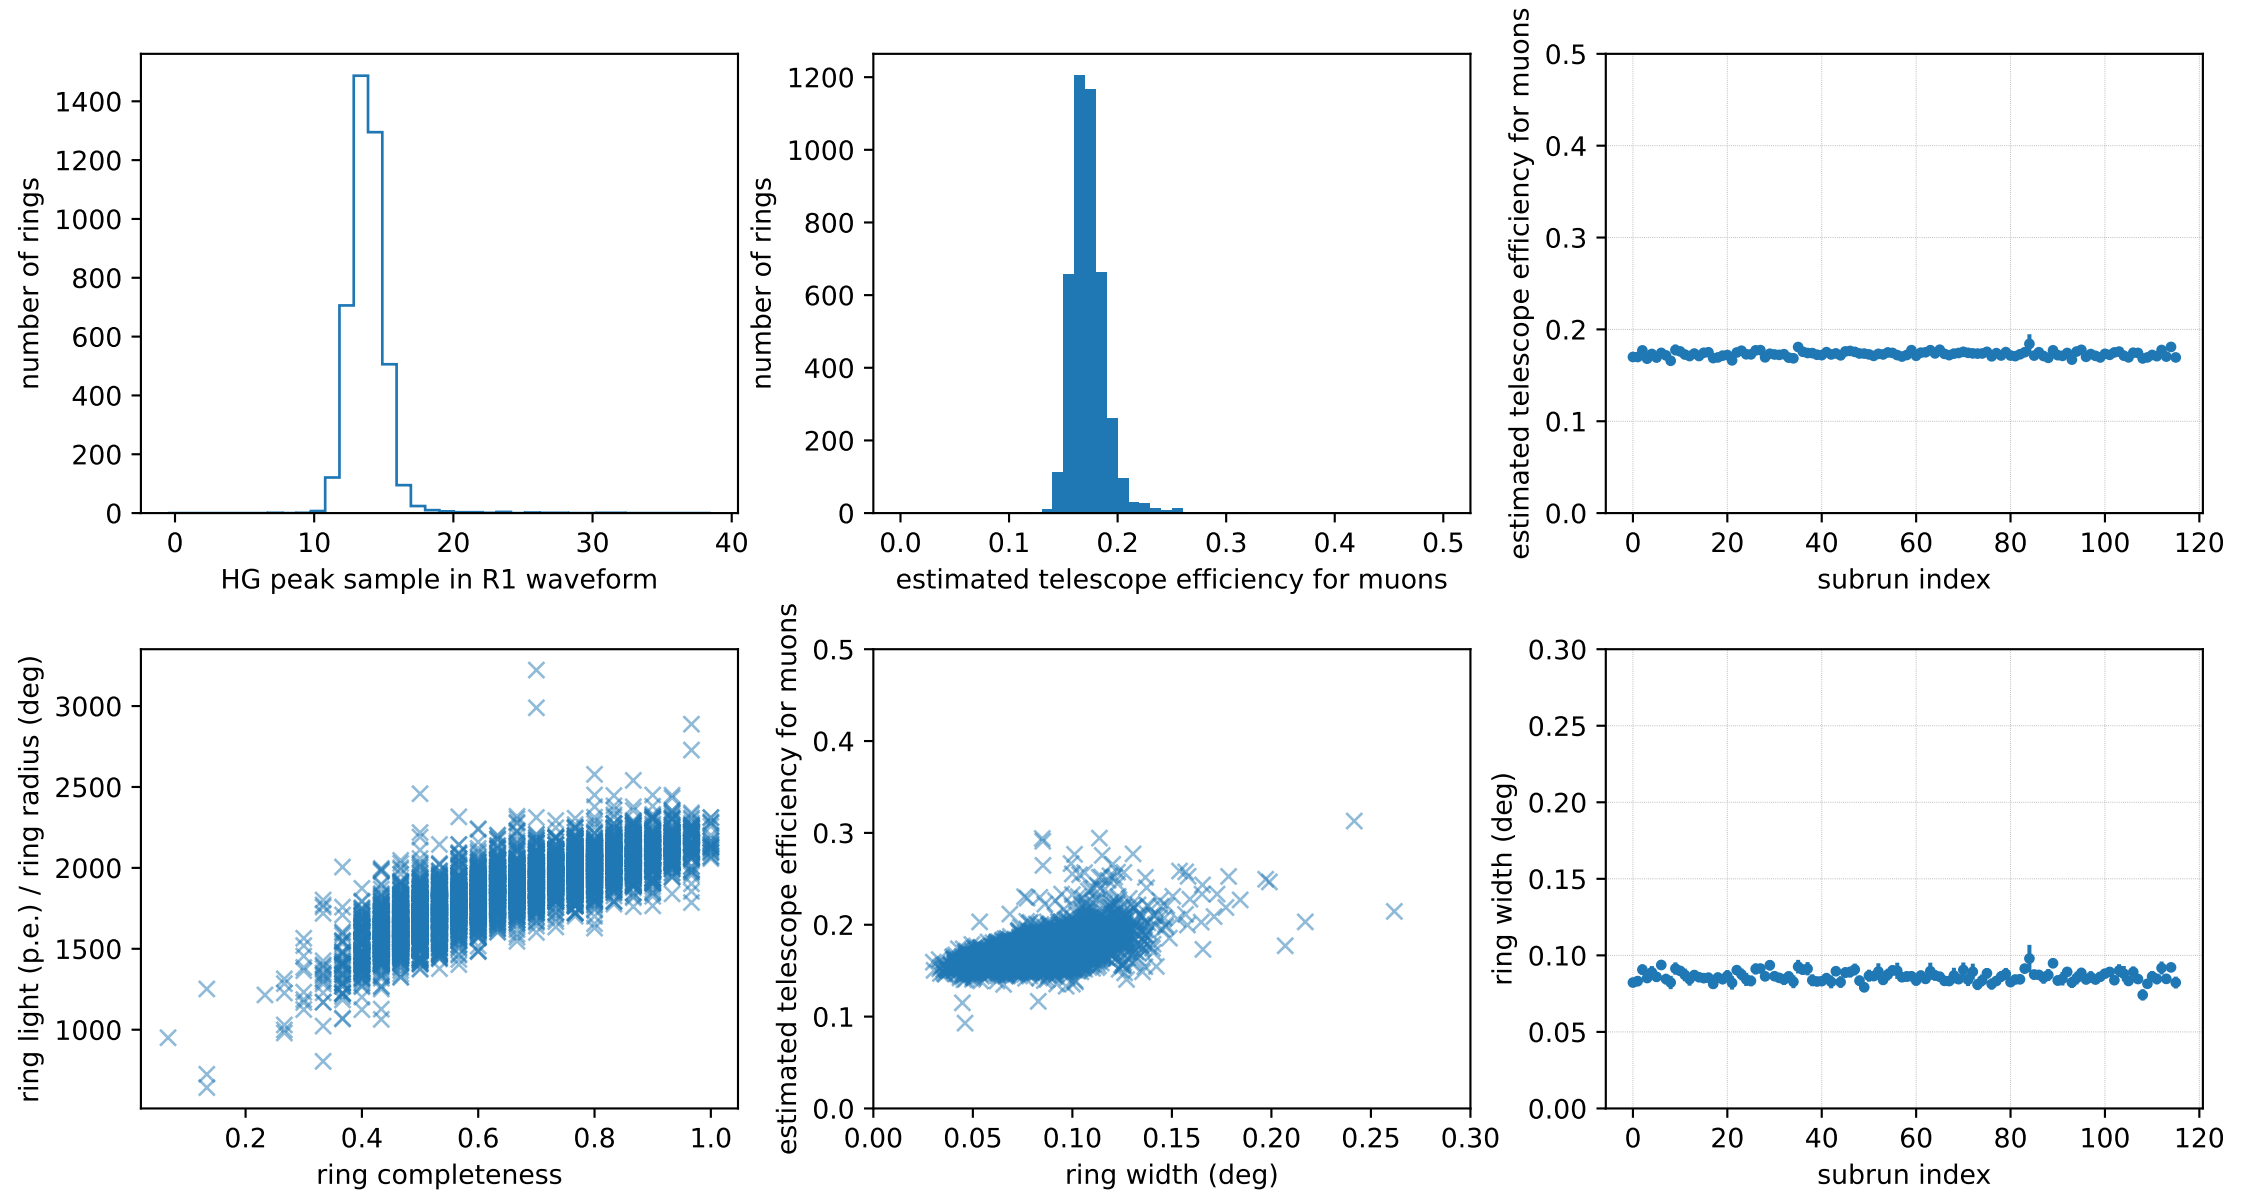 1400
1200
1000
800
600
400
200
0
number of rings
0 10 20 30 40
HG peak sample in R1 waveform
1200
1000
800
600
400
200
0
number of rings
0.0 0.1 0.2 0.3 0.4 0.5
estimated telescope efficiency for muons
0.5
0.4
0.3
0.2
0.1
0.0
estimated telescope efficiency for muons
0 20 40 60 80 100 120
subrun index
3000
2500
2000
1500
1000
ring light (p.e.) / ring radius (deg)
0.2 0.4 0.6 0.8 1.0
ring completeness
0.5
0.4
0.3
0.2
0.1
0.0
estimated telescope efficiency for muons
0.00 0.05 0.10 0.15 0.20 0.25 0.30
ring width (deg)
0.30
0.25
0.20
0.15
0.10
0.05
0.00
ring width (deg)
0 20 40 60 80 100 120
subrun index